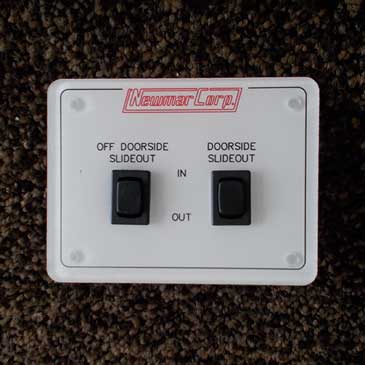 Newmar Corp.
OFF DOORSIDE
SLIDEOUT
DOORSIDE
SLIDEOUT
IN
OUT